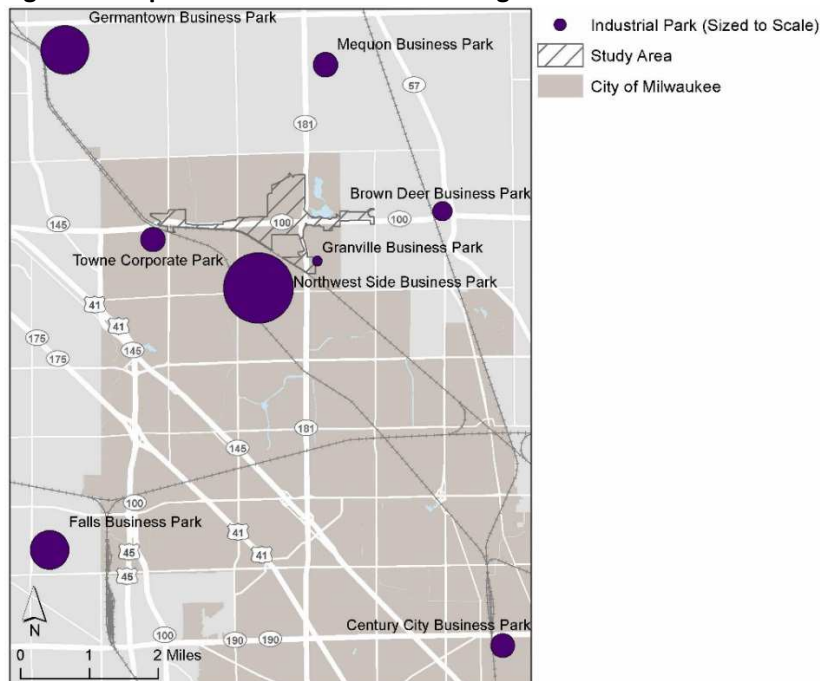 Germantown Business Park
Mequon Business Park
Industrial Park (Sized to Scale)
Study Area
City of Milwaukee
57
181
Brown Deer Business Park
145
100
100
Granville Business Park
Towne Corporate Park
Northwest Side Business Park
41
41
175
145
175
181
145
100
Falls Business Park
41
45
41
45
Century City Business Park
N
100
190
190
0 1 2 Miles